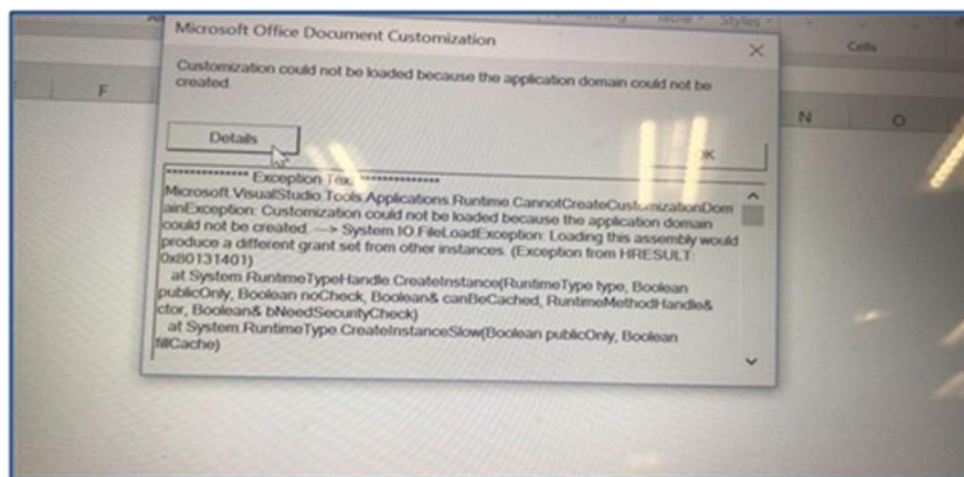 Table
Styles
Microsoft Office Document Customization
Cells
Customization could not be loaded because the application domain could not be
created.
F
N
O
Details
************** Exception Text **************
Microsoft.VisualStudio.Tools.Applications.Runtime.CannotCreateCustomizationDom
ainException: Customization could not be loaded because the application domain
could not be created. ---> System.IO.FileLoadException: Loading this assembly would
produce a different grant set from other instances. (Exception from HRESULT:
0x80131401)
at System.RuntimeTypeHandle.CreateInstance(RuntimeType type, Boolean
publicOnly, Boolean noCheck, Boolean& canBeCached, RuntimeMethodHandle&
ctor, Boolean& bNeedSecurityCheck)
at System.RuntimeType.CreateInstanceSlow(Boolean publicOnly, Boolean
fillCache)